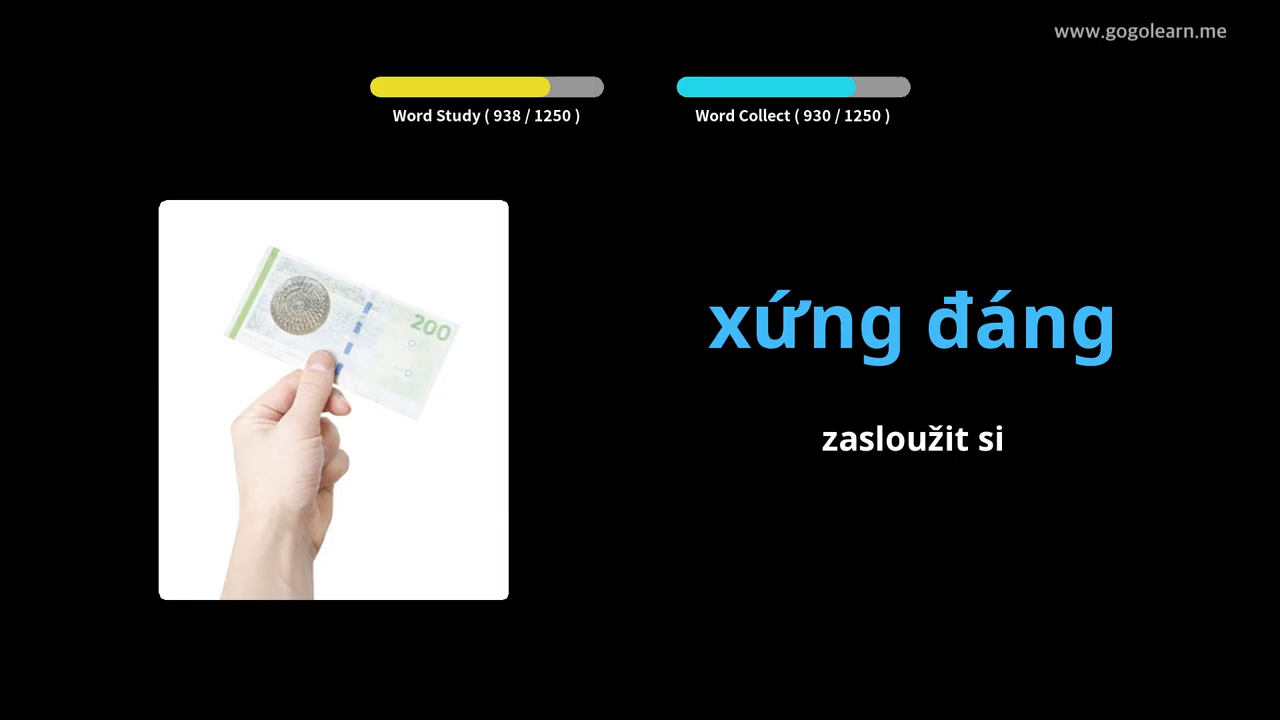 www.gogolearn.me
Word Study ( 938 / 1250 )
Word Collect ( 930 / 1250 )
200
xứng đáng
zasloužit si